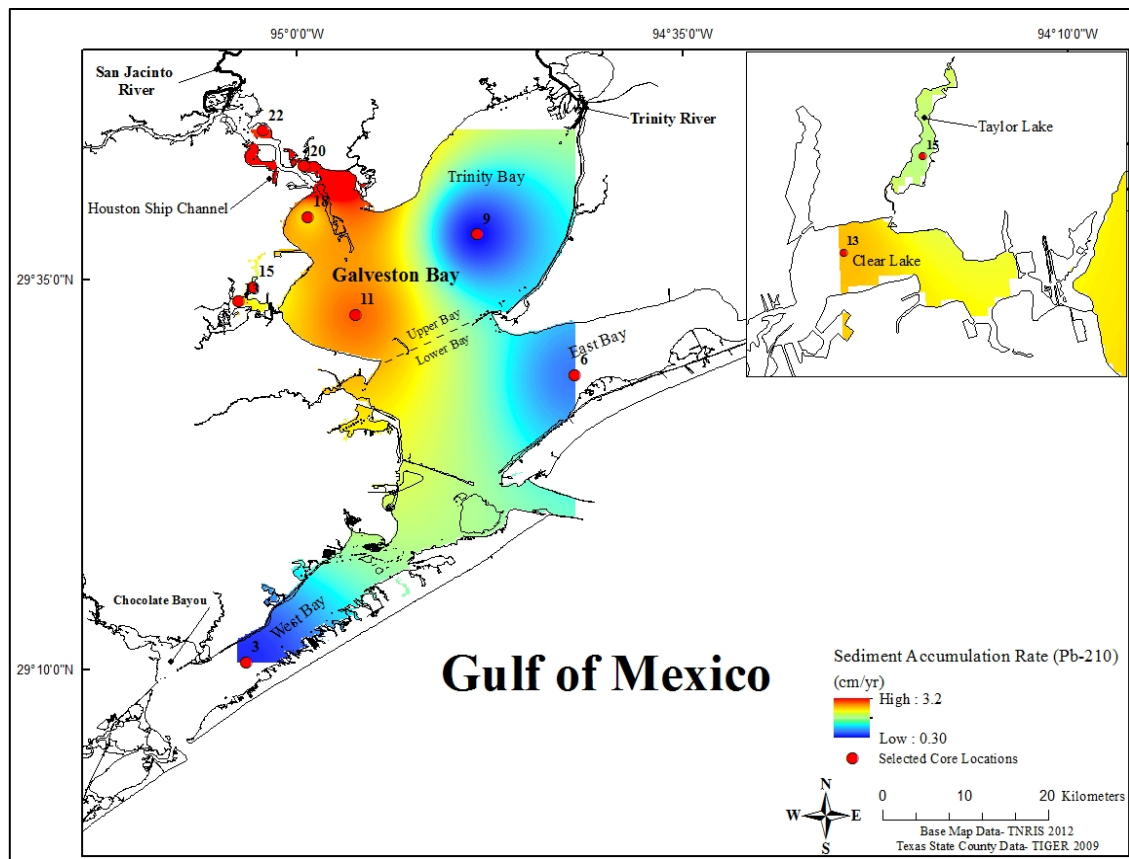 95°0'0"W
94°35'0"W
94°10'0"W
San Jacinto
River
22
Trinity River
Taylor Lake
20
15
Trinity Bay
Houston Ship Channel
18
9
13
Clear Lake
29°35'0"N
15
Galveston Bay
11
Upper Bay
Lower Bay
East Bay
6
Chocolate Bayou
West Bay
3
29°10'0"N
Gulf of Mexico
Sediment Accumulation Rate (Pb-210)
(cm/yr)
High : 3.2
Low : 0.30
Selected Core Locations
N
W
E
S
0 10 20 Kilometers
Base Map Data- TNRIS 2012
Texas State County Data- TIGER 2009